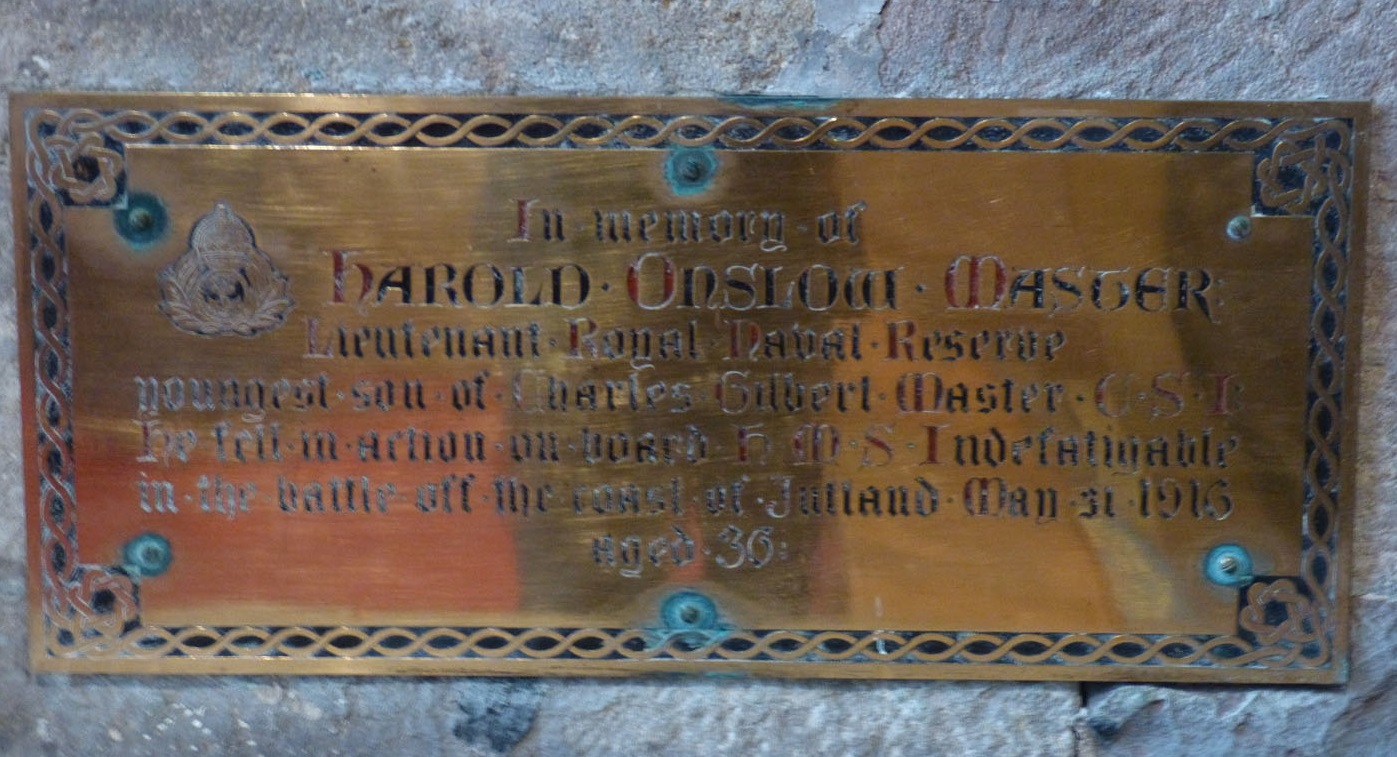 In · memory · of
HAROLD · ONSLOW · MASTER:
Lieutenant · Royal · Naval · Reserve
youngest · son · of · Charles · Gilbert · Master · C·S·I:
He · fell · in · action · on · board · H·M·S · Indefatigable
in · the · battle · off · the · coast · of · Jutland · May · 31 · 1916
aged · 36: